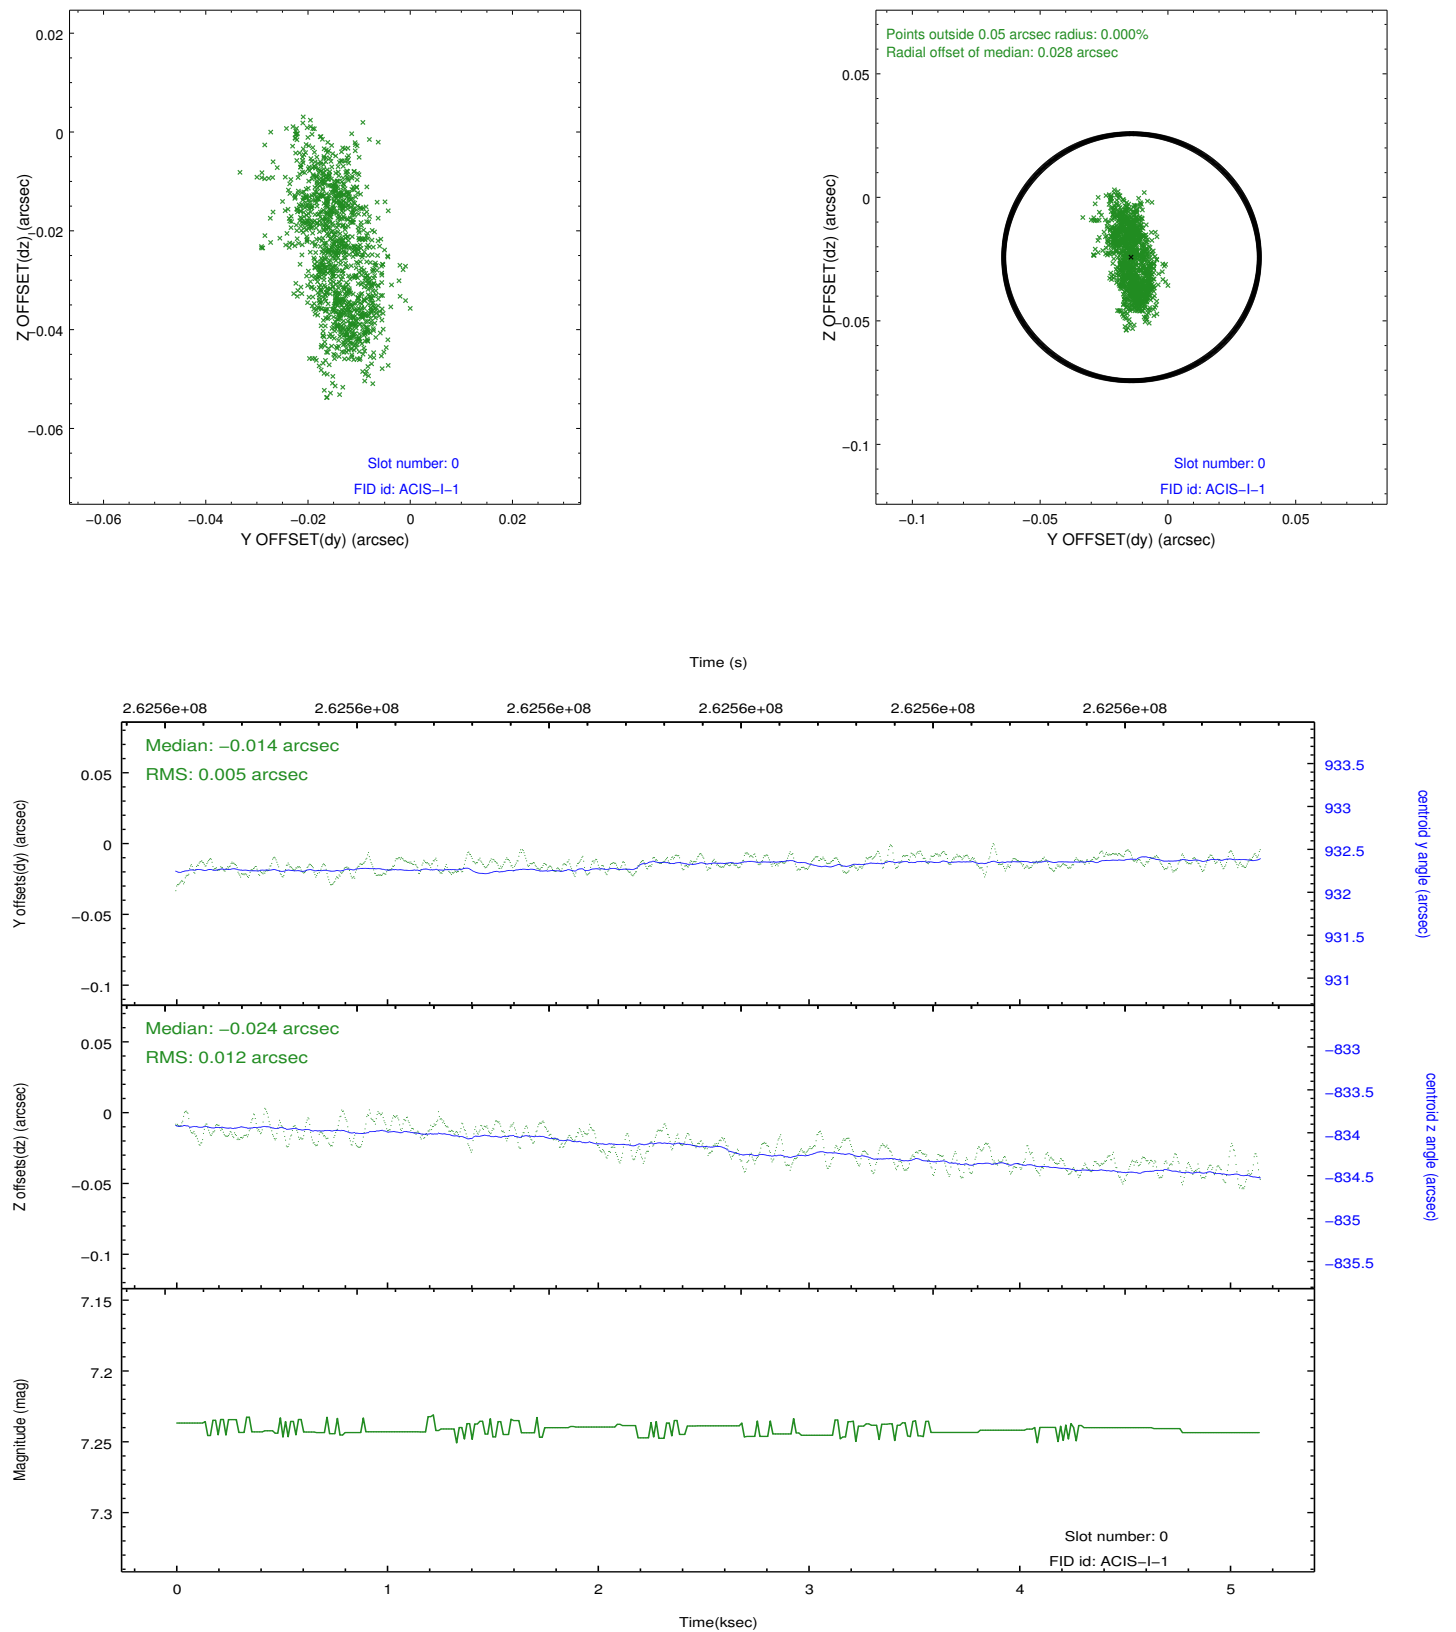 0.02
0
−0.02
−0.04
−0.06
Z OFFSET(dz) (arcsec)
Slot number: 0
FID id: ACIS−I−1
−0.06 −0.04 −0.02 0 0.02
Y OFFSET(dy) (arcsec)
Points outside 0.05 arcsec radius: 0.000%
Radial offset of median: 0.028 arcsec
0.05
0
−0.05
−0.1
Z OFFSET(dz) (arcsec)
Slot number: 0
FID id: ACIS−I−1
−0.1 −0.05 0 0.05
Y OFFSET(dy) (arcsec)
Time (s)
2.6256e+08 2.6256e+08 2.6256e+08 2.6256e+08 2.6256e+08 2.6256e+08
Median: −0.014 arcsec
RMS: 0.005 arcsec
0.05
0
−0.05
−0.1
Y offsets(dy) (arcsec)
933.5
933
932.5
932
931.5
931
centroid y angle (arcsec)
Median: −0.024 arcsec
RMS: 0.012 arcsec
0.05
0
−0.05
−0.1
Z offsets(dz) (arcsec)
−833
−833.5
−834
−834.5
−835
−835.5
centroid z angle (arcsec)
7.15
7.2
7.25
7.3
Magnitude (mag)
Slot number: 0
FID id: ACIS−I−1
0 1 2 3 4 5
Time(ksec)